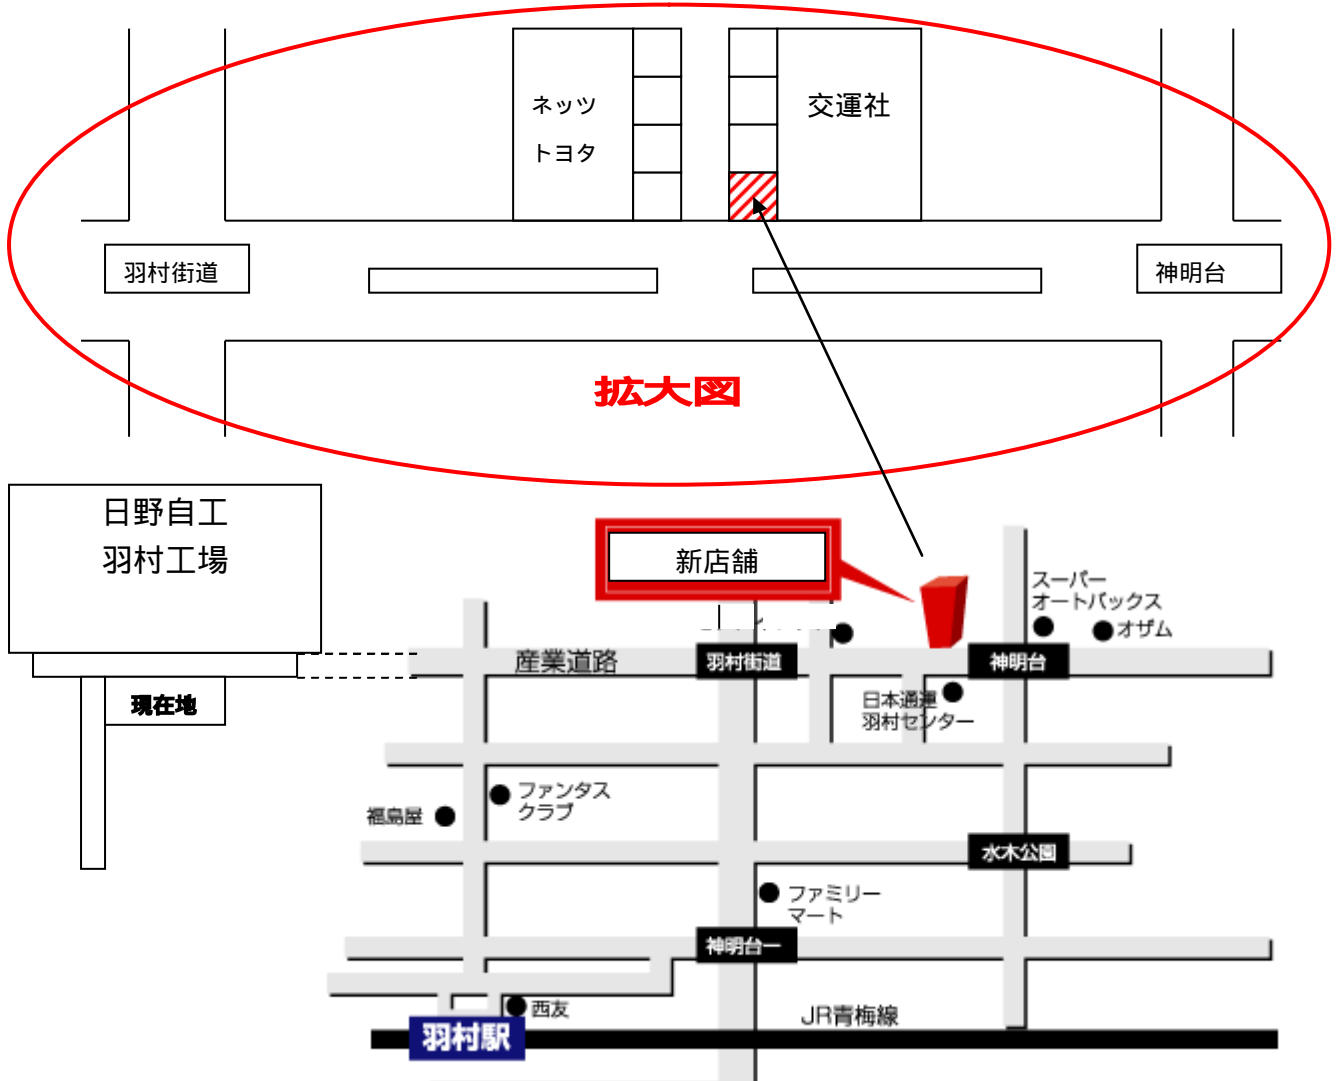 ネッツ
トヨタ
交運社
羽村街道
神明台
拡大図
日野自工
羽村工場
新店舗
スーパー
オートバックス
オザム
産業道路
羽村街道
神明台
現在地
日本通運
羽村センター
ファンタス
クラブ
福島屋
水木公園
ファミリー
マート
神明台一
西友
JR青梅線
羽村駅